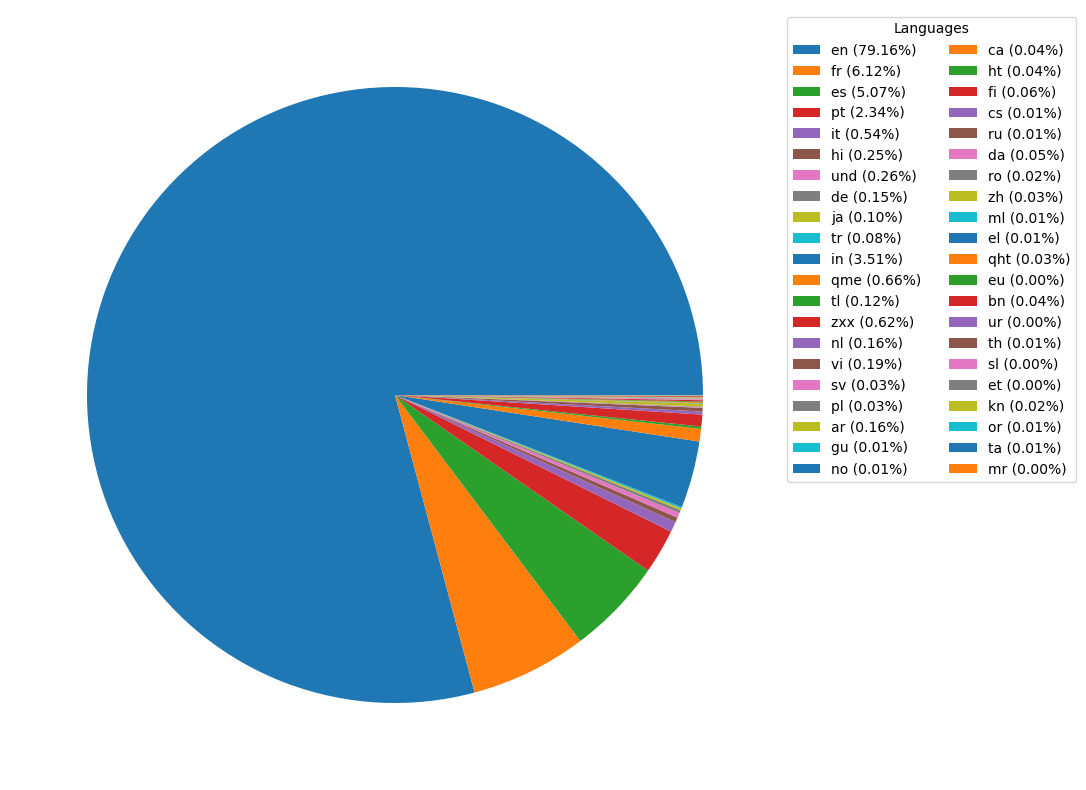 Languages
en (79.16%)
fr (6.12%)
es (5.07%)
pt (2.34%)
it (0.54%)
hi (0.25%)
und (0.26%)
de (0.15%)
ja (0.10%)
tr (0.08%)
in (3.51%)
qme (0.66%)
tl (0.12%)
zxx (0.62%)
nl (0.16%)
vi (0.19%)
sv (0.03%)
pl (0.03%)
ar (0.16%)
gu (0.01%)
no (0.01%)
ca (0.04%)
ht (0.04%)
fi (0.06%)
cs (0.01%)
ru (0.01%)
da (0.05%)
ro (0.02%)
zh (0.03%)
ml (0.01%)
el (0.01%)
qht (0.03%)
eu (0.00%)
bn (0.04%)
ur (0.00%)
th (0.01%)
sl (0.00%)
et (0.00%)
kn (0.02%)
or (0.01%)
ta (0.01%)
mr (0.00%)